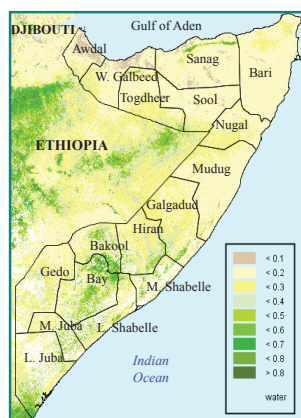 Gulf of Aden
DJIBOUTI
Awdal
Sanag
W. Galbeed
Bari
Togdheer
Sool
Nugal
ETHIOPIA
Mudug
Galgadud
Hiran
Bakool
Gedo
Bay
M. Shabelle
M. Juba
L. Shabelle
L. Juba
Indian
Ocean
< 0.1
< 0.2
< 0.3
< 0.4
< 0.5
< 0.6
< 0.7
< 0.8
> 0.8
water